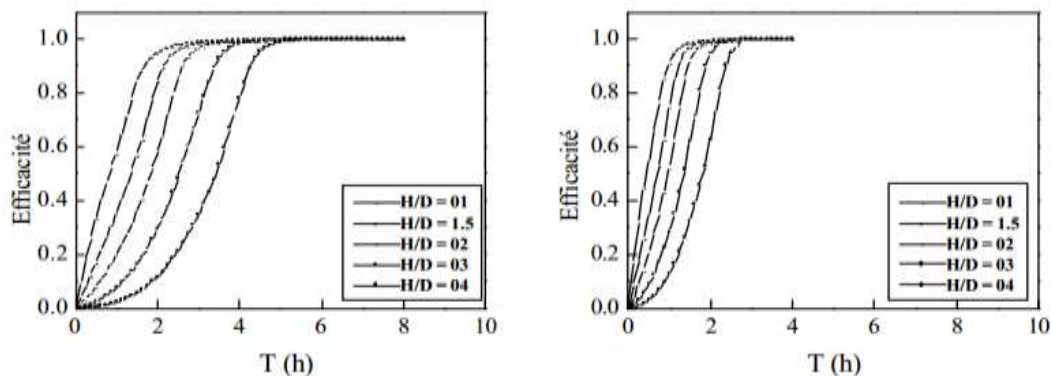 1.0
0.8
0.6
0.4
0.2
0.0
Efficacité
0 2 4 6 8 10
T (h)
H/D = 01
H/D = 1.5
H/D = 02
H/D = 03
H/D = 04
1.0
0.8
0.6
0.4
0.2
0.0
Efficacité
0 2 4 6 8 10
T (h)
H/D = 01
H/D = 1.5
H/D = 02
H/D = 03
H/D = 04